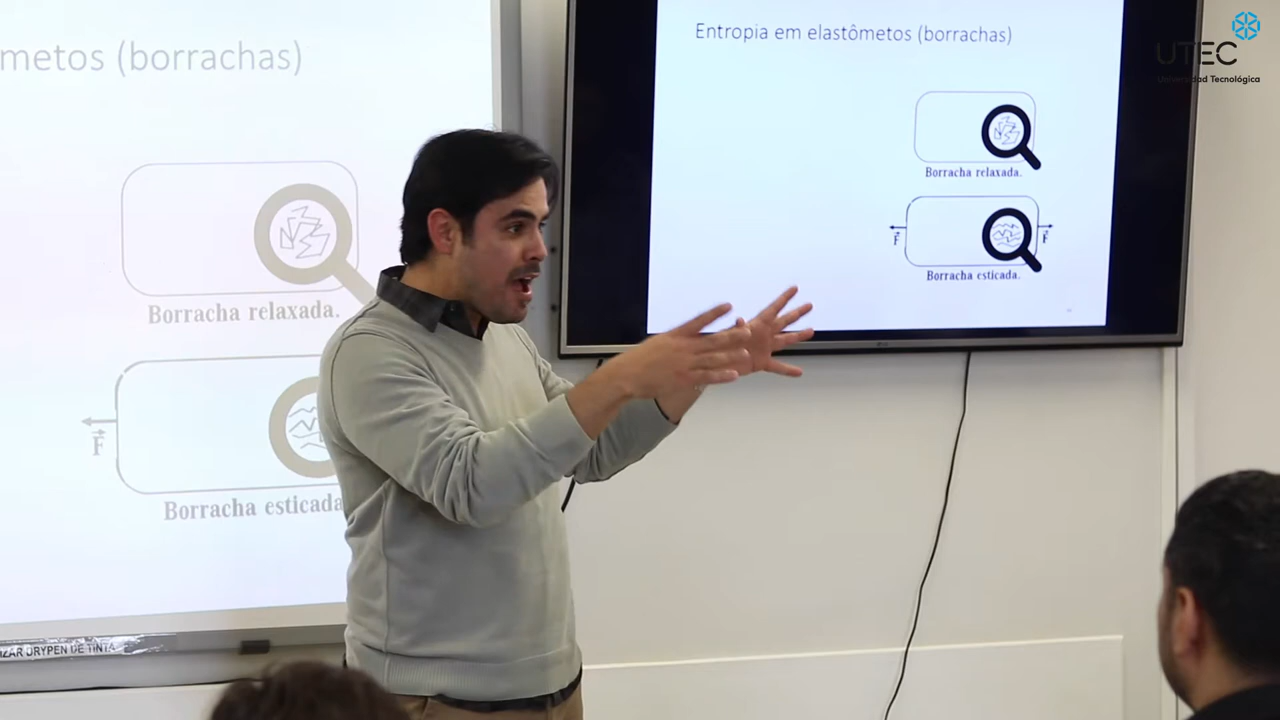 metos (borrachas)
Borracha relaxada.
F
Borracha esticada
IZAR DRYPEN DE TINTA
Entropia em elastômetos (borrachas)
Borracha relaxada.
F
F
Borracha esticada.
UTEC
Universidad Tecnológica